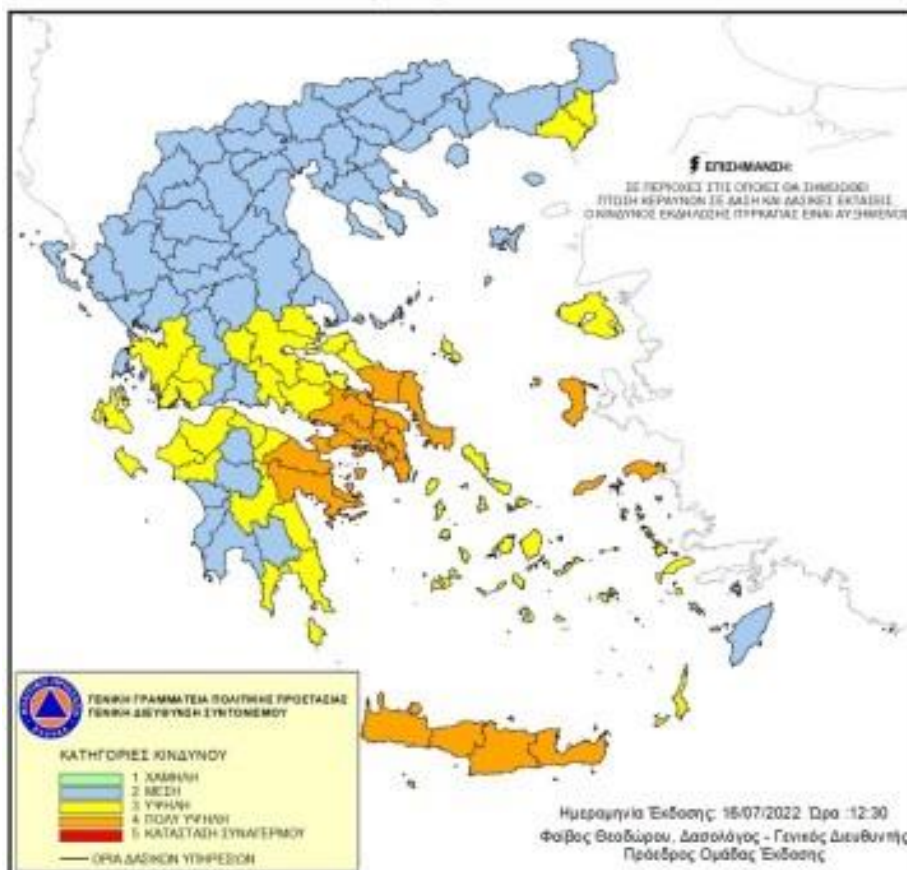 ΕΠΙΣΗΜΑΝΣΗ:
ΣΕ ΠΕΡΙΟΧΕΣ ΣΤΙΣ ΟΠΟΙΕΣ ΘΑ ΣΗΜΕΙΩΘΕΙ
ΠΤΩΣΗ ΚΕΡΑΥΝΩΝ ΣΕ ΔΑΣΗ ΚΑΙ ΔΑΣΙΚΕΣ ΕΚΤΑΣΕΙΣ
Ο ΚΙΝΔΥΝΟΣ ΕΚΔΗΛΩΣΗΣ ΠΥΡΚΑΓΙΑΣ ΕΙΝΑΙ ΑΥΞΗΜΕΝΟΣ
ΓΕΝΙΚΗ ΓΡΑΜΜΑΤΕΙΑ ΠΟΛΙΤΙΚΗΣ ΠΡΟΣΤΑΣΙΑΣ
ΓΕΝΙΚΗ ΔΙΕΥΘΥΝΣΗ ΣΥΝΤΟΝΙΣΜΟΥ
ΚΑΤΗΓΟΡΙΕΣ ΚΙΝΔΥΝΟΥ
1 ΧΑΜΗΛΗ
2 ΜΕΣΗ
3 ΥΨΗΛΗ
4 ΠΟΛΥ ΥΨΗΛΗ
5 ΚΑΤΑΣΤΑΣΗ ΣΥΝΑΓΕΡΜΟΥ
ΟΡΙΑ ΔΑΣΙΚΩΝ ΥΠΗΡΕΣΙΩΝ
Ημερομηνία Έκδοσης: 16/07/2022 Ώρα :12:30
Φοίβος Θεοδώρου, Δασολόγος - Γενικός Διευθυντής
Πρόεδρος Ομάδας Έκδοσης